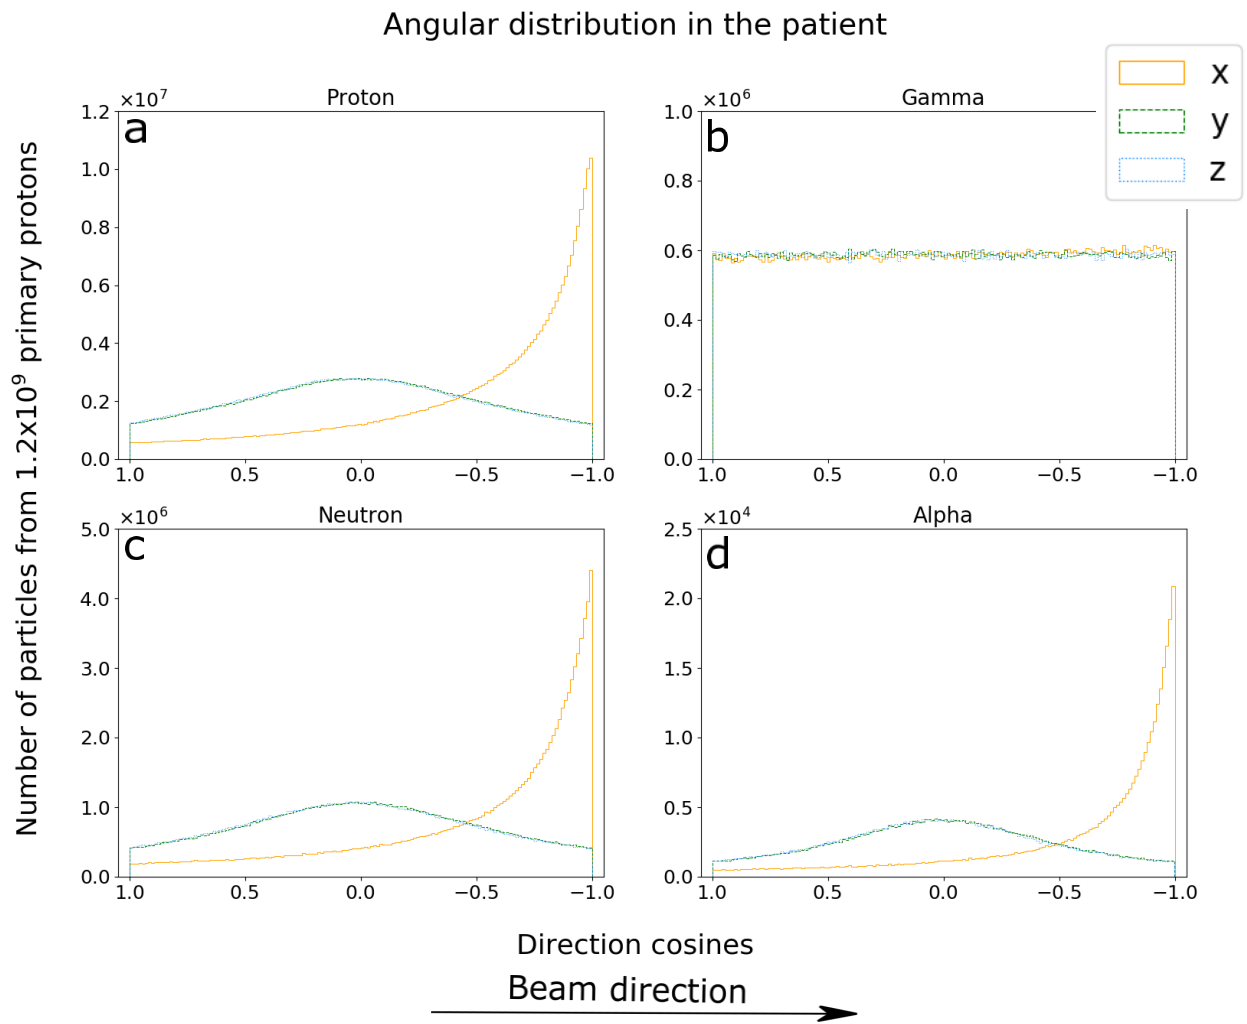 Angular distribution in the patient
x
y
z
Number of particles from 1.2x10⁹ primary protons
×10⁷
Proton
a
1.2
1.0
0.8
0.6
0.4
0.2
0.0
1.0 0.5 0.0 −0.5 −1.0
×10⁶
Gamma
b
1.0
0.8
0.6
0.4
0.2
0.0
1.0 0.5 0.0 −0.5 −1.0
×10⁶
Neutron
c
5.0
4.0
3.0
2.0
1.0
0.0
1.0 0.5 0.0 −0.5 −1.0
×10⁴
Alpha
d
2.5
2.0
1.5
1.0
0.5
0.0
1.0 0.5 0.0 −0.5 −1.0
Direction cosines
Beam direction